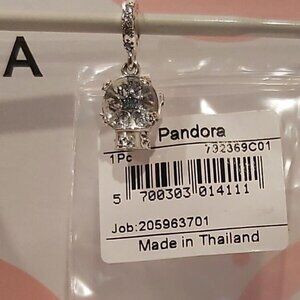 A
Pandora
1Pc 792369C01
5 700303 014111
Job:205963701
Made in Thailand